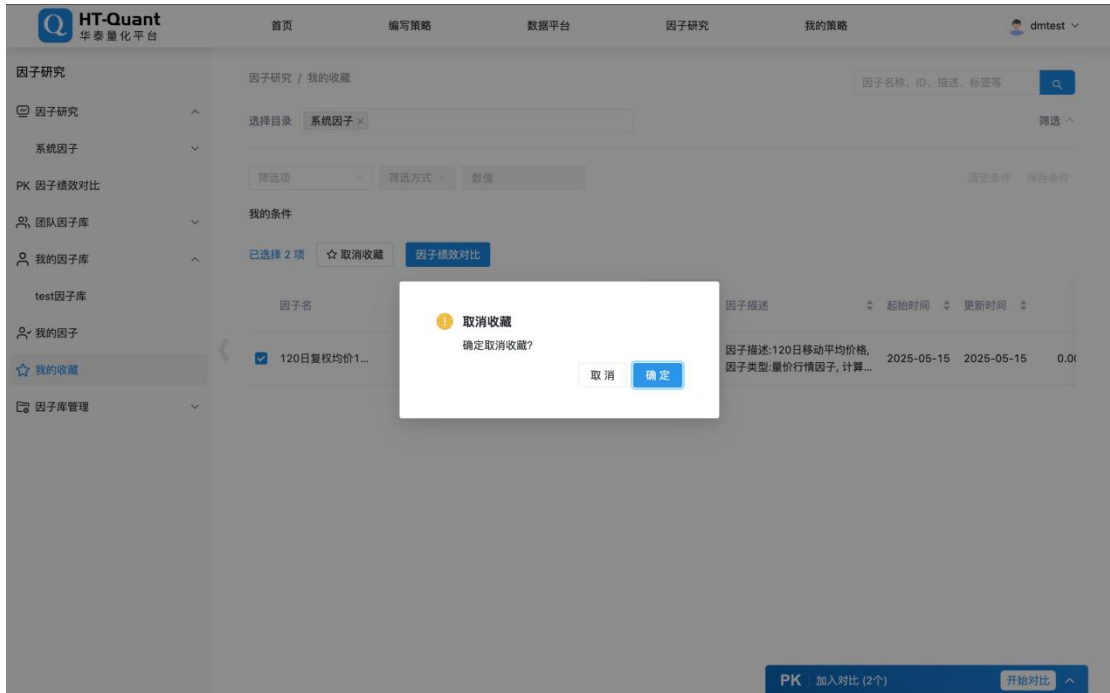 HT-Quant
华泰量化平台
首页
编写策略
数据平台
因子研究
我的策略
dmtest
因子研究
因子研究
系统因子
PK 因子绩效对比
团队因子库
我的因子库
test因子库
我的因子
我的收藏
因子库管理
因子研究 / 我的收藏
因子名称、ID、描述、标签等
选择目录 系统因子 ×
筛选
筛选项
筛选方式
数值
清空条件 保存条件
我的条件
已选择 2 项 取消收藏 因子绩效对比
因子名 因子描述 起始时间 更新时间
120日复权均价1... 因子描述:120日移动平均价格, 2025-05-15 2025-05-15 0.00
因子类型:量价行情因子, 计算...
取消收藏
确定取消收藏?
取 消 确 定
PK 加入对比 (2个) 开始对比